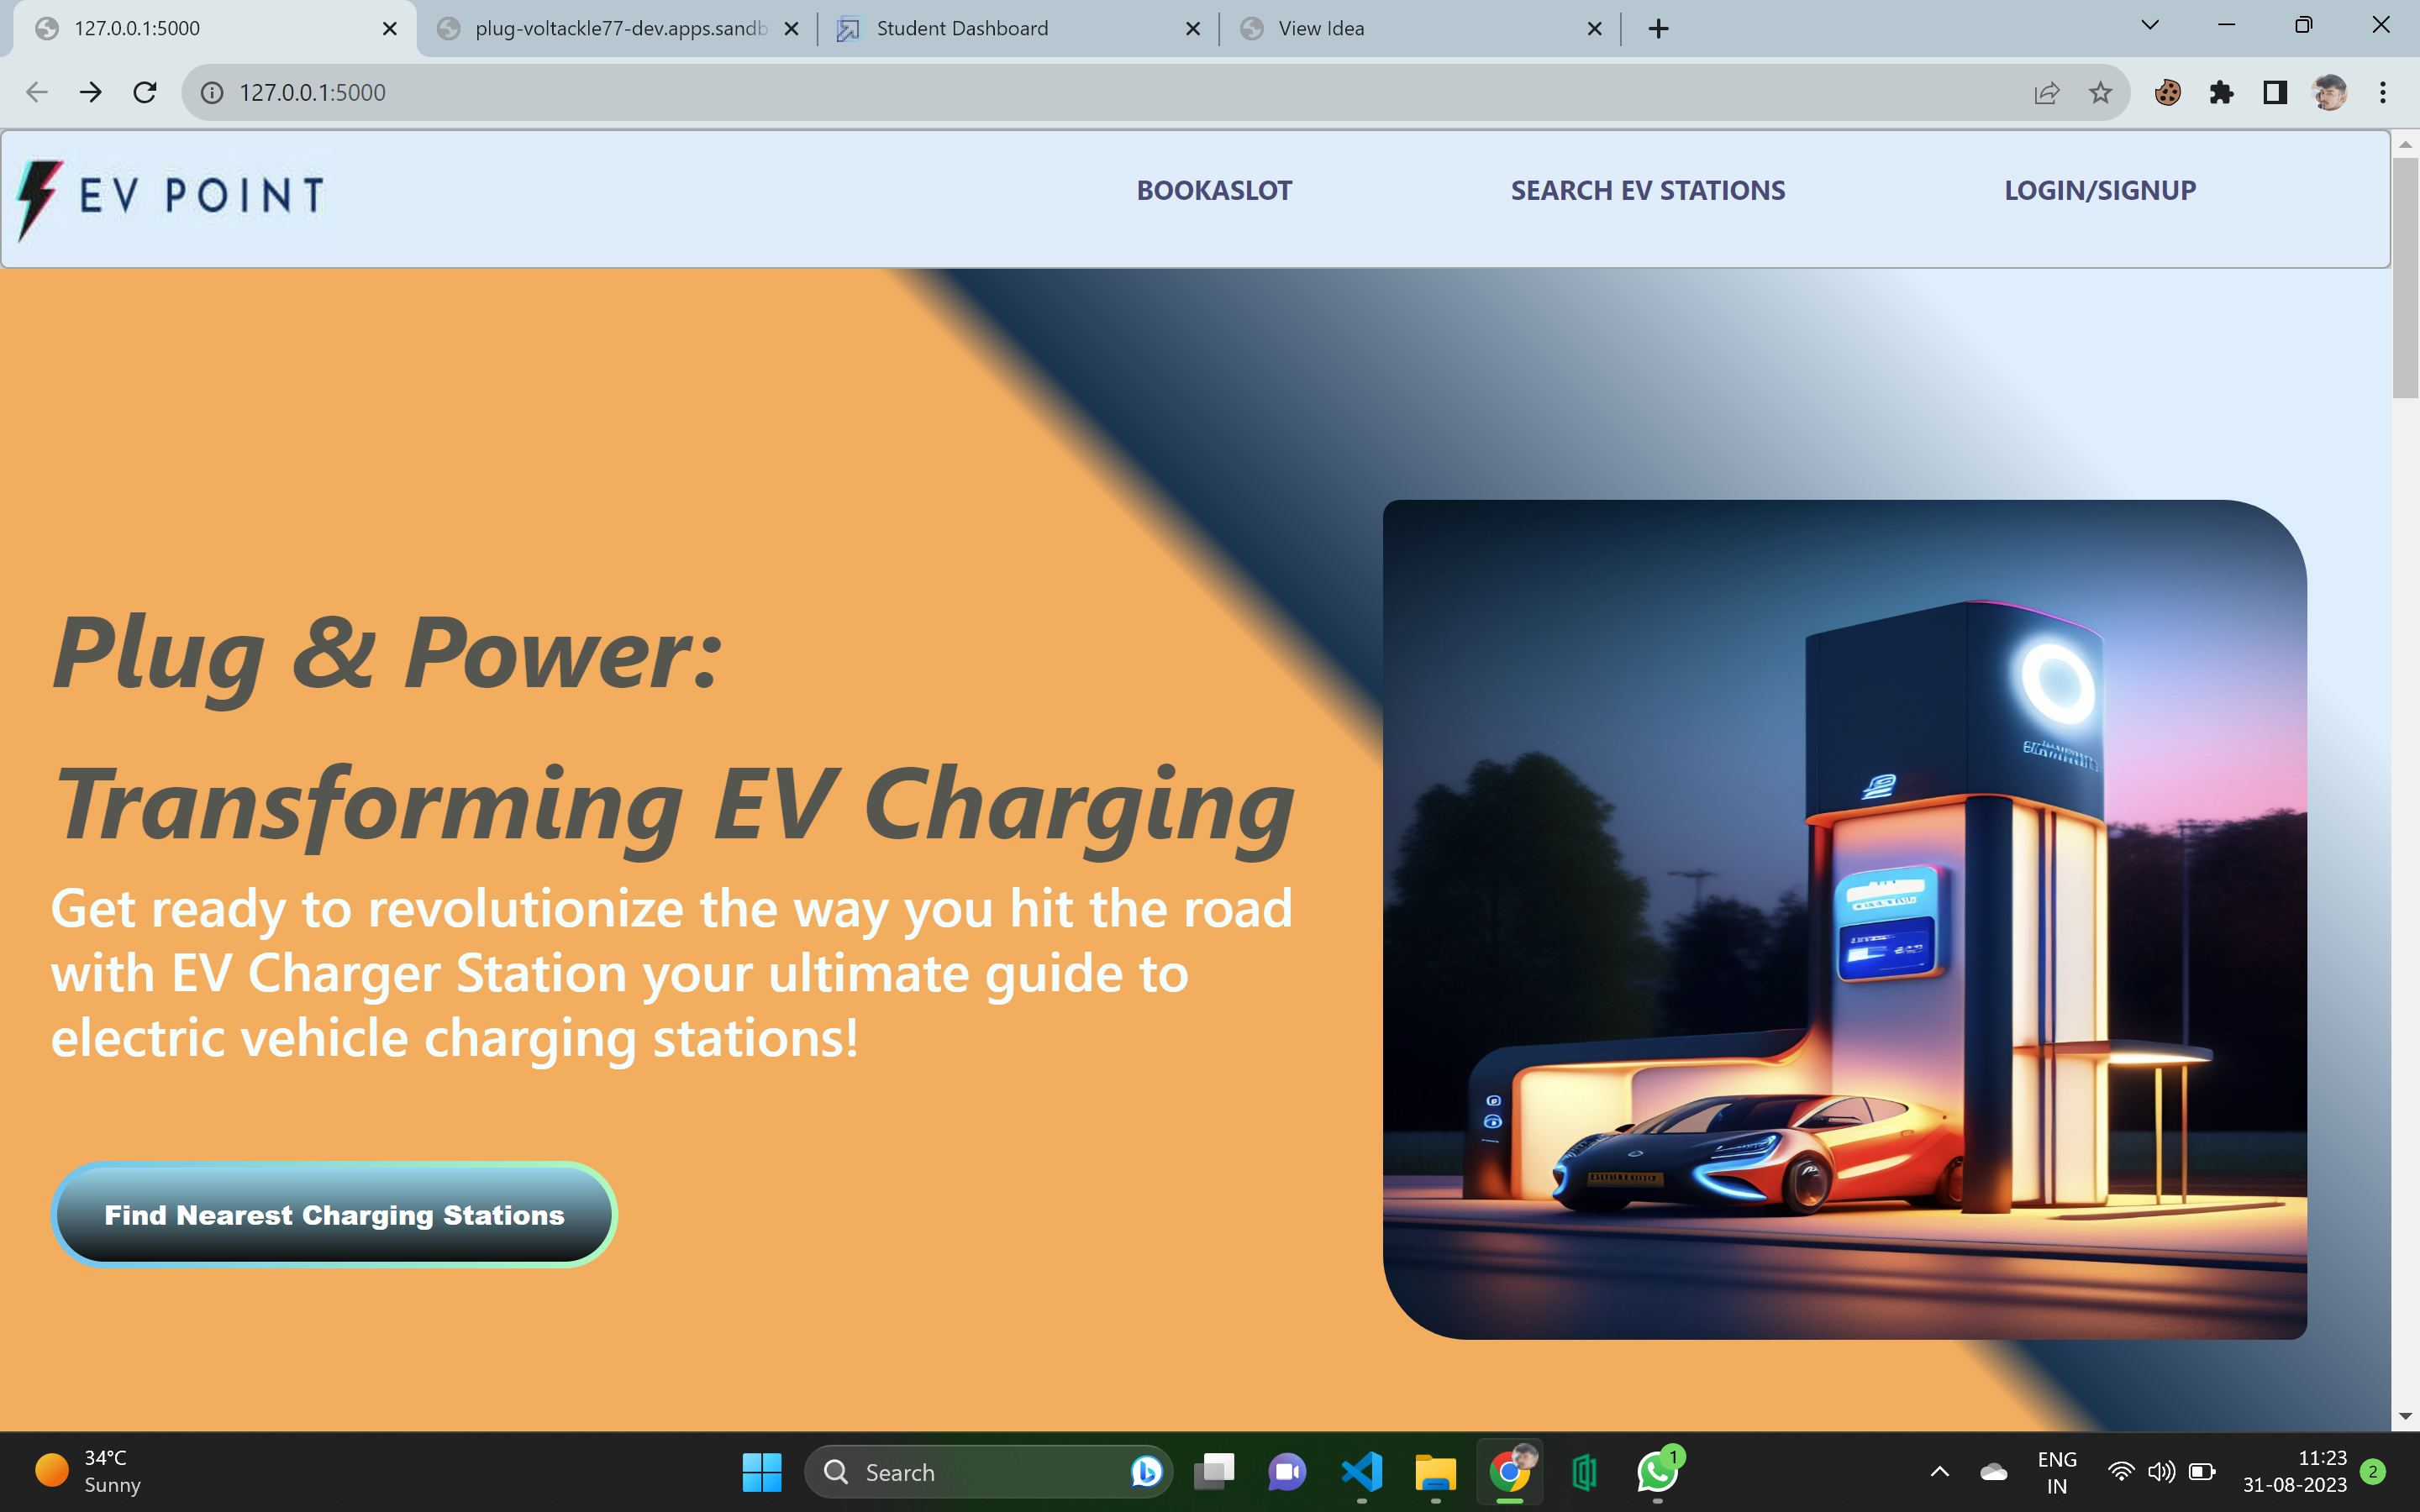 127.0.0.1:5000
plug-voltackle77-dev.apps.sandb
Student Dashboard
View Idea
127.0.0.1:5000
EV POINT
BOOKASLOT
SEARCH EV STATIONS
LOGIN/SIGNUP
Plug & Power:
Transforming EV Charging
Get ready to revolutionize the way you hit the road
with EV Charger Station your ultimate guide to
electric vehicle charging stations!
Find Nearest Charging Stations
34°C
Sunny
Search
1
ENG
IN
11:23
31-08-2023
2